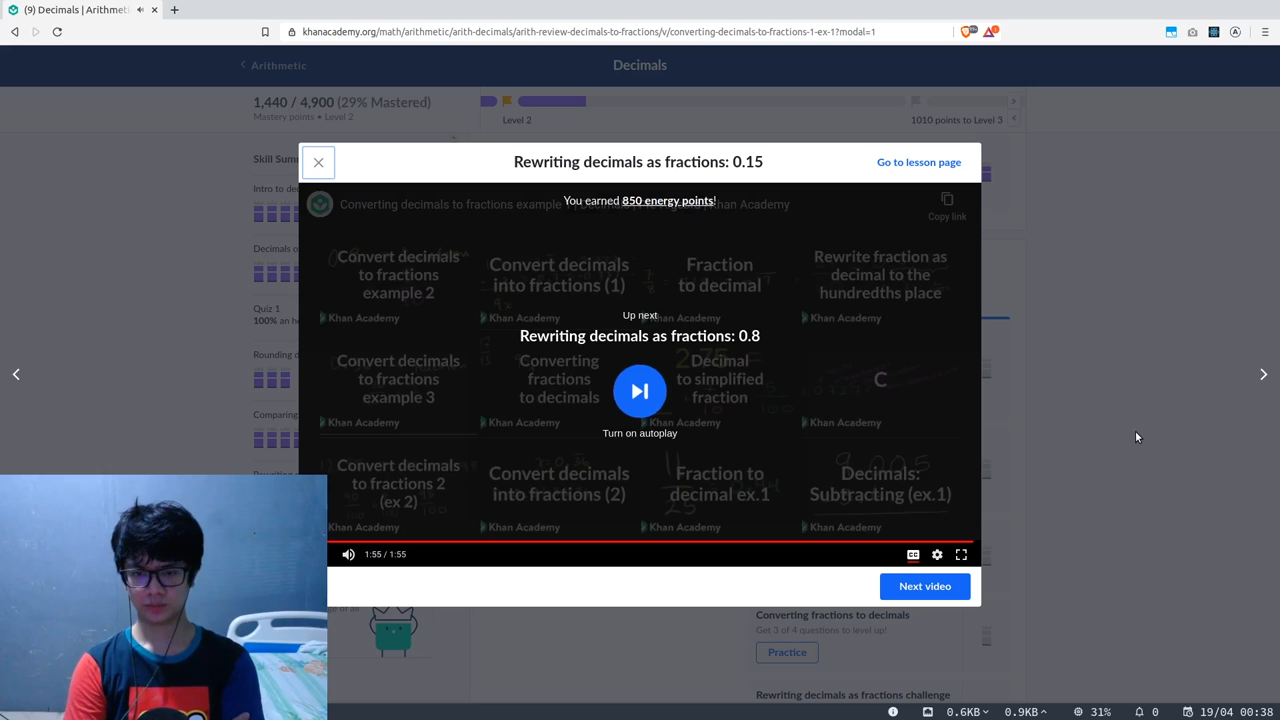 (9) Decimals | Arithmeti
khanacademy.org/math/arithmetic/arith-decimals/arith-review-decimals-to-fractions/v/converting-decimals-to-fractions-1-ex-1?modal=1
Arithmetic
Decimals
1,440 / 4,900 (29% Mastered)
Mastery points • Level 2
Level 2
1010 points to Level 3
Skill Sum
Intro to de
Decimals o
Quiz 1
100% an h
Rounding d
Comparing
Rewriting decimals as fractions: 0.15
Go to lesson page
You earned 850 energy points!
Converting decimals to fractions example
Khan Academy
Copy link
Convert decimals to fractions example 2
Convert decimals into fractions (1)
Fraction to decimal
Rewrite fraction as decimal to the hundredths place
Khan Academy
Khan Academy
Khan Academy
Khan Academy
Up next
Rewriting decimals as fractions: 0.8
Convert decimals to fractions example 3
Converting fractions to decimals
Decimal to simplified fraction
2.75
C
Khan Academy
Khan Academy
Khan Academy
Turn on autoplay
Convert decimals to fractions 2 (ex 2)
Convert decimals into fractions (2)
Fraction to decimal ex.1
11
25
Decimals: Subtracting (ex.1)
9.005
Khan Academy
Khan Academy
Khan Academy
Khan Academy
1:55 / 1:55
CC
Next video
Converting fractions to decimals
Get 3 of 4 questions to level up!
Practice
Rewriting decimals as fractions challenge
0.6KB
0.9KB
31%
0
19/04 00:38